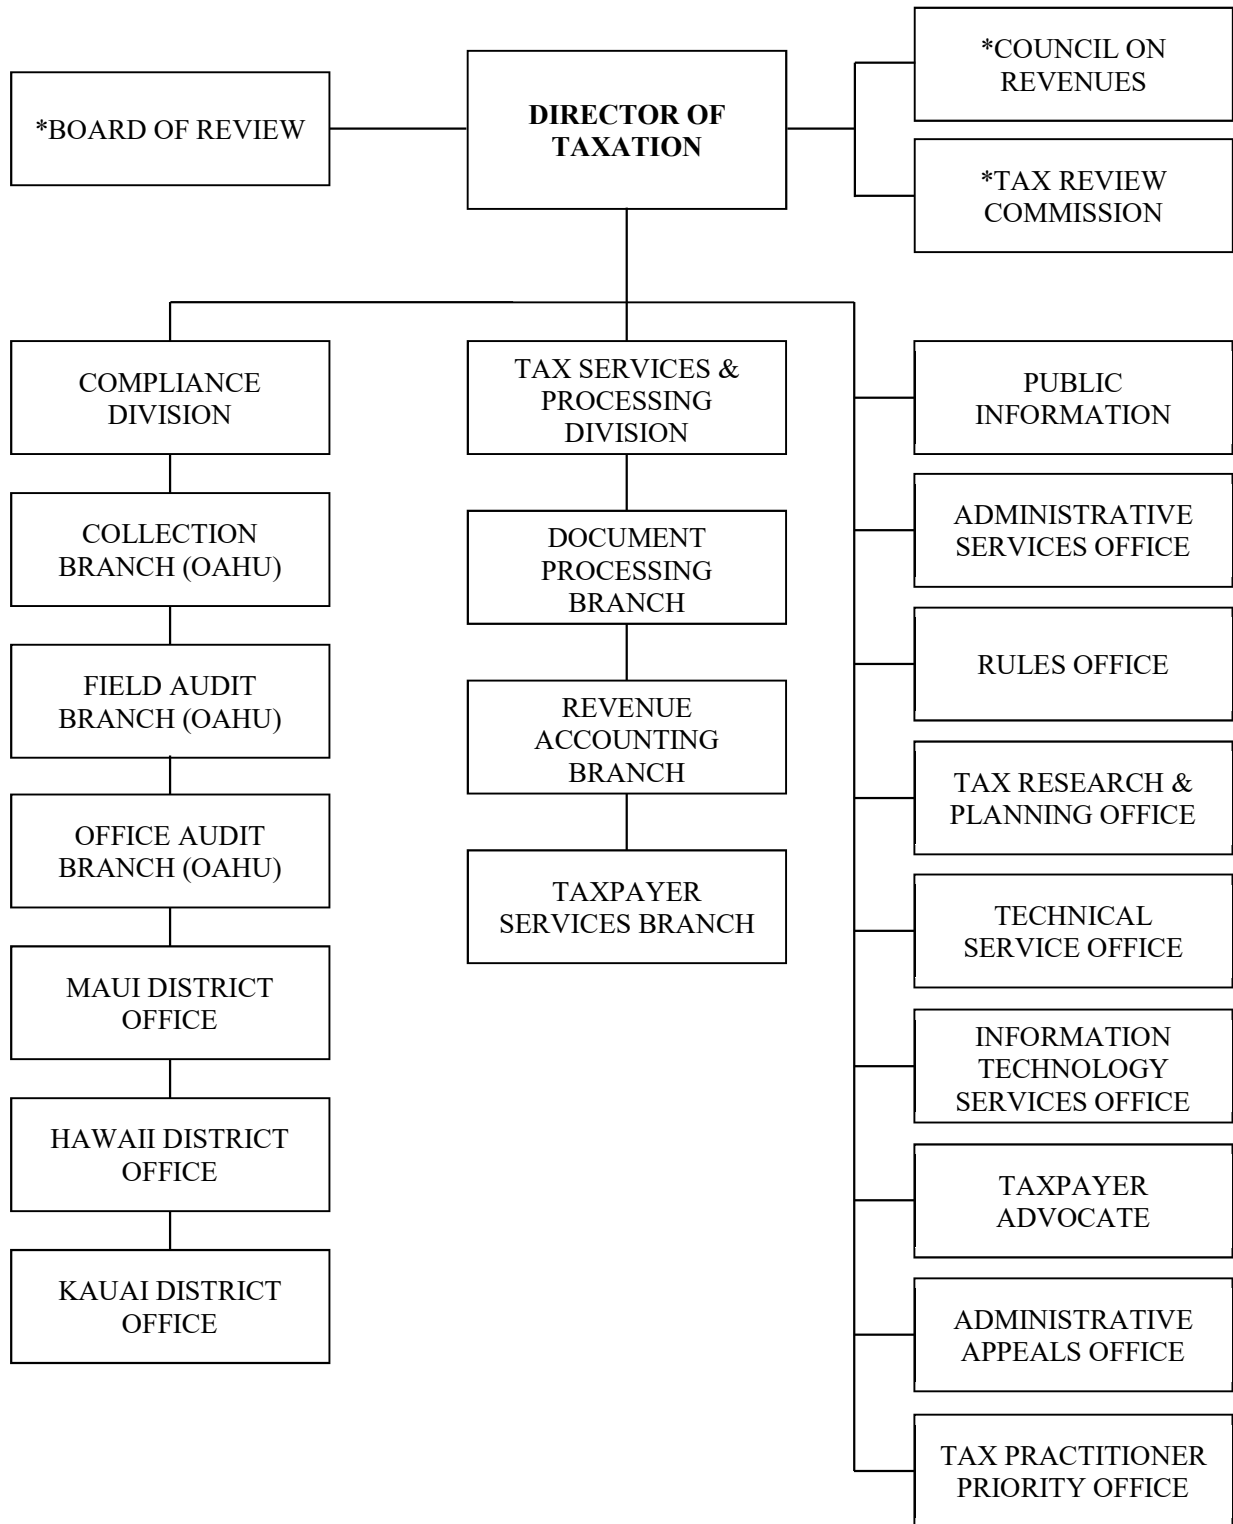 *BOARD OF REVIEW
DIRECTOR OF
TAXATION
*COUNCIL ON
REVENUES
*TAX REVIEW
COMMISSION
COMPLIANCE
DIVISION
COLLECTION
BRANCH (OAHU)
FIELD AUDIT
BRANCH (OAHU)
OFFICE AUDIT
BRANCH (OAHU)
MAUI DISTRICT
OFFICE
HAWAII DISTRICT
OFFICE
KAUAI DISTRICT
OFFICE
TAX SERVICES &
PROCESSING
DIVISION
DOCUMENT
PROCESSING
BRANCH
REVENUE
ACCOUNTING
BRANCH
TAXPAYER
SERVICES BRANCH
PUBLIC
INFORMATION
ADMINISTRATIVE
SERVICES OFFICE
RULES OFFICE
TAX RESEARCH &
PLANNING OFFICE
TECHNICAL
SERVICE OFFICE
INFORMATION
TECHNOLOGY
SERVICES OFFICE
TAXPAYER
ADVOCATE
ADMINISTRATIVE
APPEALS OFFICE
TAX PRACTITIONER
PRIORITY OFFICE